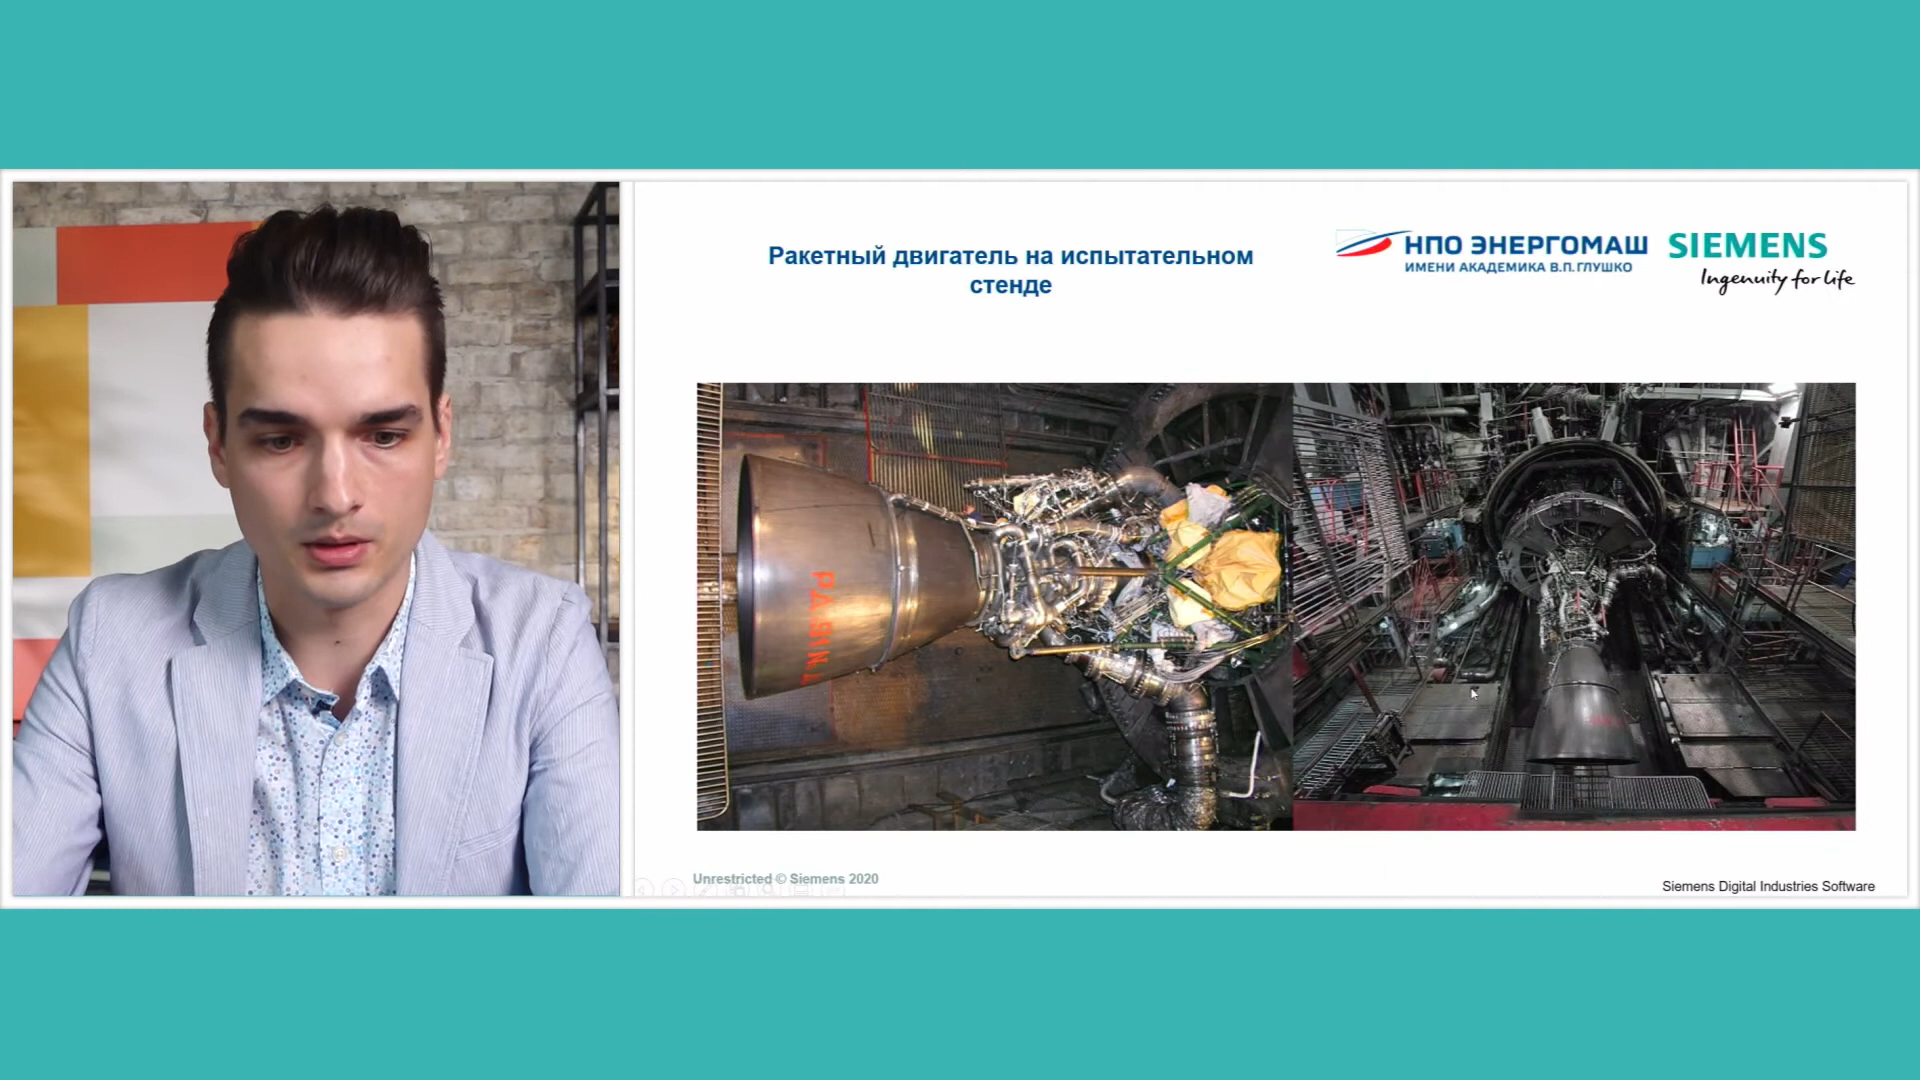 Ракетный двигатель на испытательном
стенде
НПО ЭНЕРГОМАШ
ИМЕНИ АКАДЕМИКА В.П.ГЛУШКО
SIEMENS
Ingenuity for life
Unrestricted © Siemens 2020
Siemens Digital Industries Software